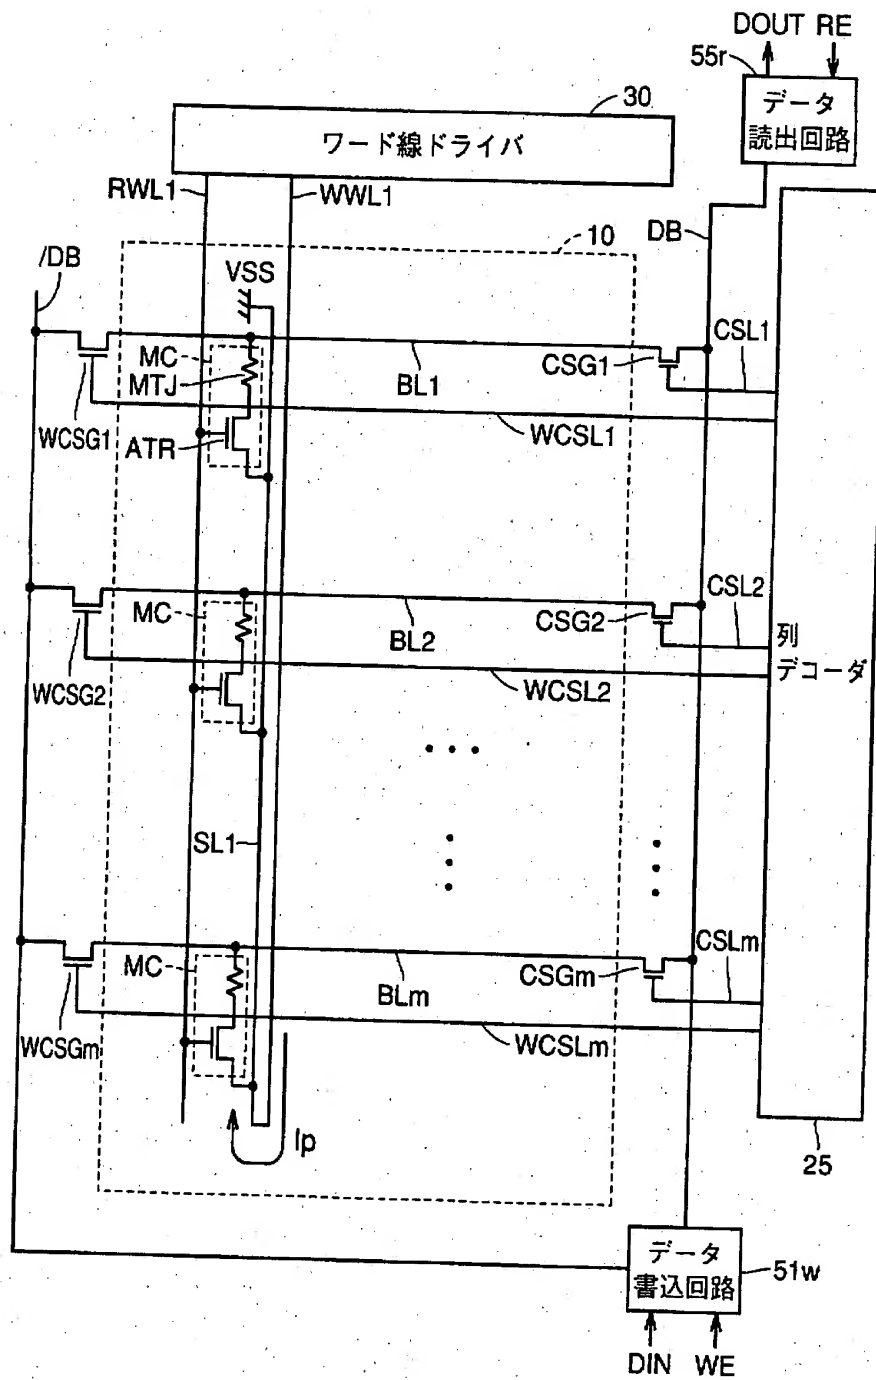 DOUT RE
55r
データ
読出回路
30
ワード線ドライバ
RWL1
WWL1
DB
10
/DB
VSS
CSL1
MC
MTJ
CSG1
BL1
WCSG1
ATR
WCSL1
CSL2
MC
CSG2
BL2
列
デコーダ
WCSG2
WCSL2
SL1
CSLm
MC
CSGm
BLm
WCSGm
WCSLm
Ip
25
データ
書込回路
51w
DIN WE